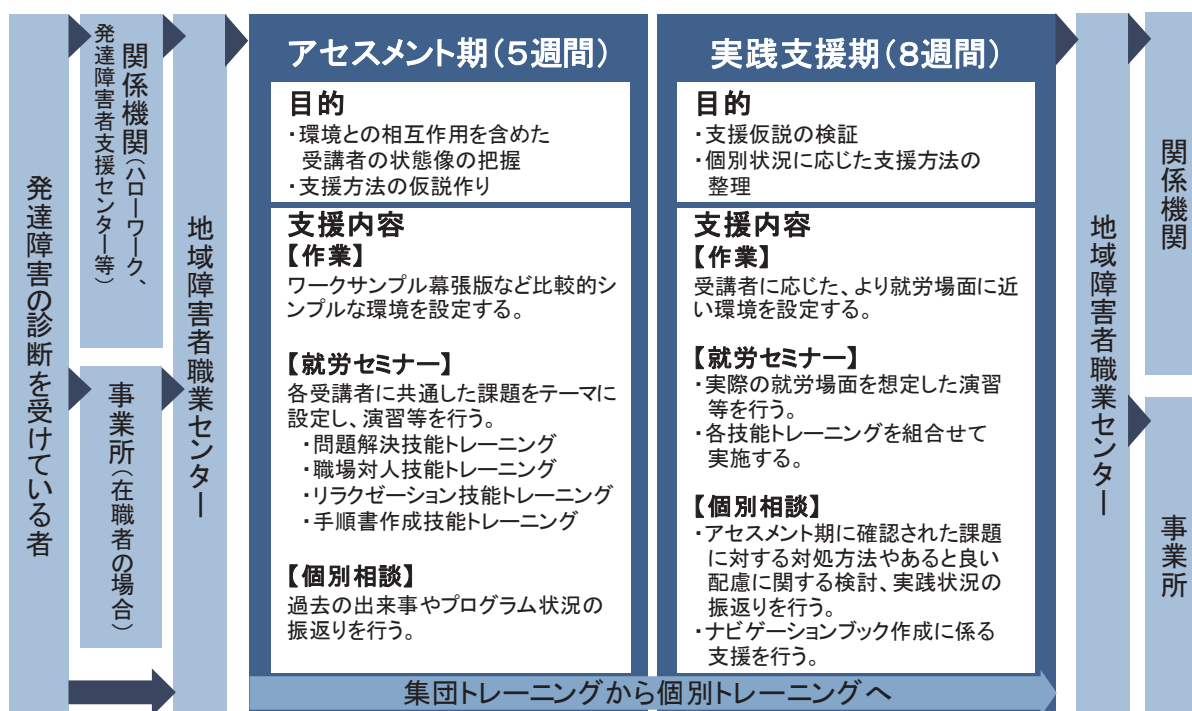 発達障害の診断を受けている者
関係機関(ハローワーク、
発達障害者支援センター等)
事業所(在職者の場合)
地域障害者職業センター
アセスメント期(5週間)
目的
・環境との相互作用を含めた
受講者の状態像の把握
・支援方法の仮説作り
支援内容
【作業】
ワークサンプル幕張版など比較的シ
ンプルな環境を設定する。
【就労セミナー】
各受講者に共通した課題をテーマに
設定し、演習等を行う。
・問題解決技能トレーニング
・職場対人技能トレーニング
・リラクゼーション技能トレーニング
・手順書作成技能トレーニング
【個別相談】
過去の出来事やプログラム状況の
振返りを行う。
実践支援期(8週間)
目的
・支援仮説の検証
・個別状況に応じた支援方法の
整理
支援内容
【作業】
受講者に応じた、より就労場面に近
い環境を設定する。
【就労セミナー】
・実際の就労場面を想定した演習
等を行う。
・各技能トレーニングを組合せて
実施する。
【個別相談】
・アセスメント期に確認された課題
に対する対処方法やあると良い
配慮に関する検討、実践状況の
振返りを行う。
・ナビゲーションブック作成に係る
支援を行う。
集団トレーニングから個別トレーニングへ
地域障害者職業センター
関係機関
事業所